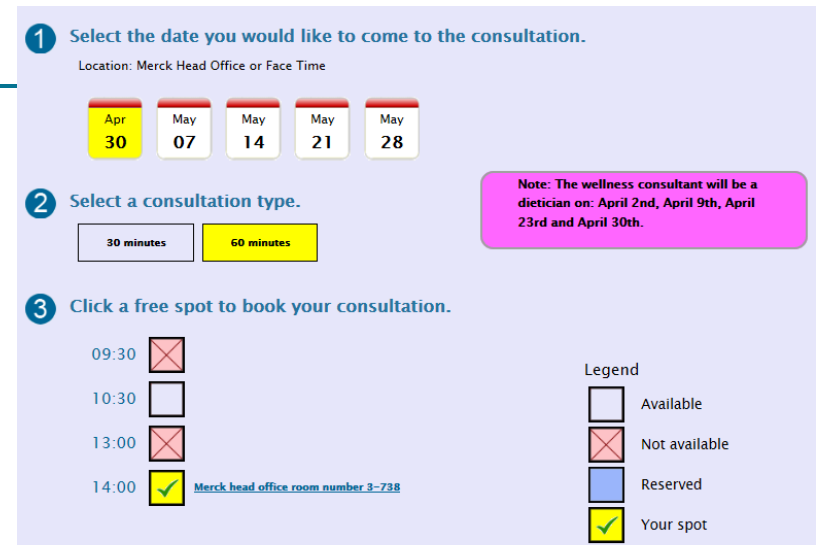 1 Select the date you would like to come to the consultation.
Location: Merck Head Office or Face Time
Apr May May May May
30 07 14 21 28
Note: The wellness consultant will be a
dietician on: April 2nd, April 9th, April
23rd and April 30th.
2 Select a consultation type.
30 minutes 60 minutes
3 Click a free spot to book your consultation.
09:30
10:30
13:00
14:00 Merck head office room number 3-738
Legend
Available
Not available
Reserved
Your spot